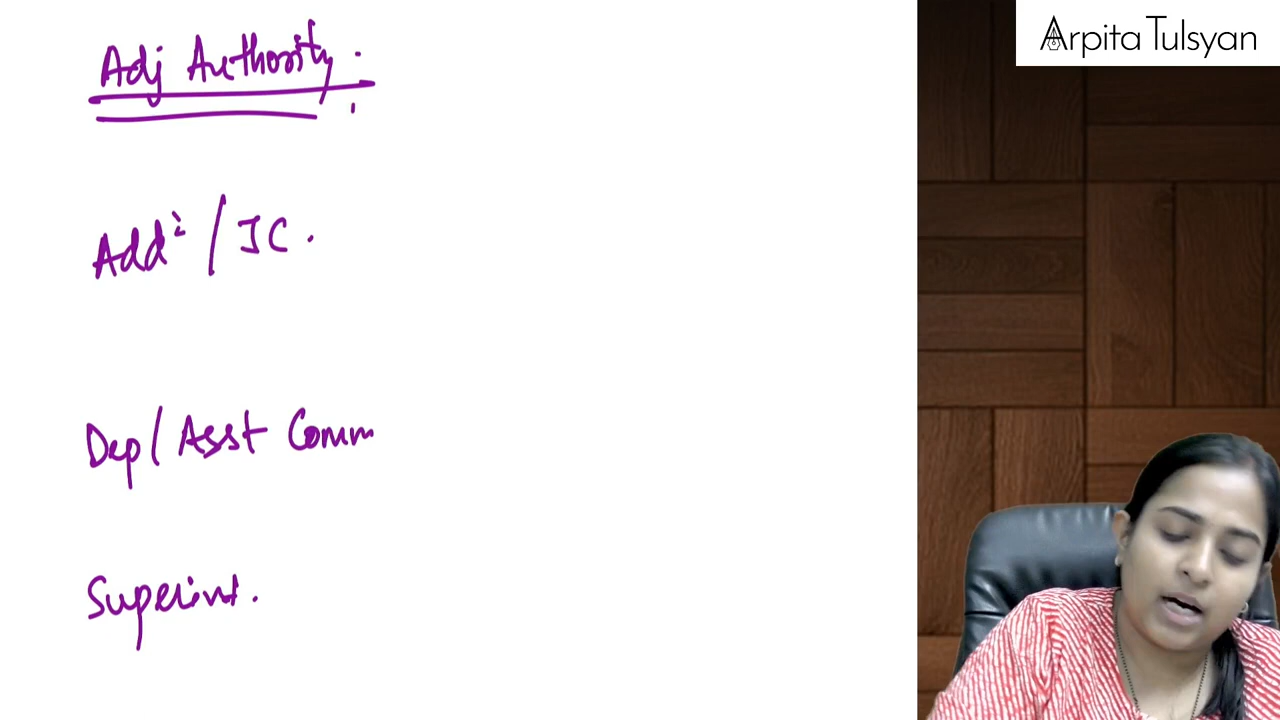 Arpita Tulsyan
Adj Authority.
Addl / JC.
Dep/Asst Comm
Superint.